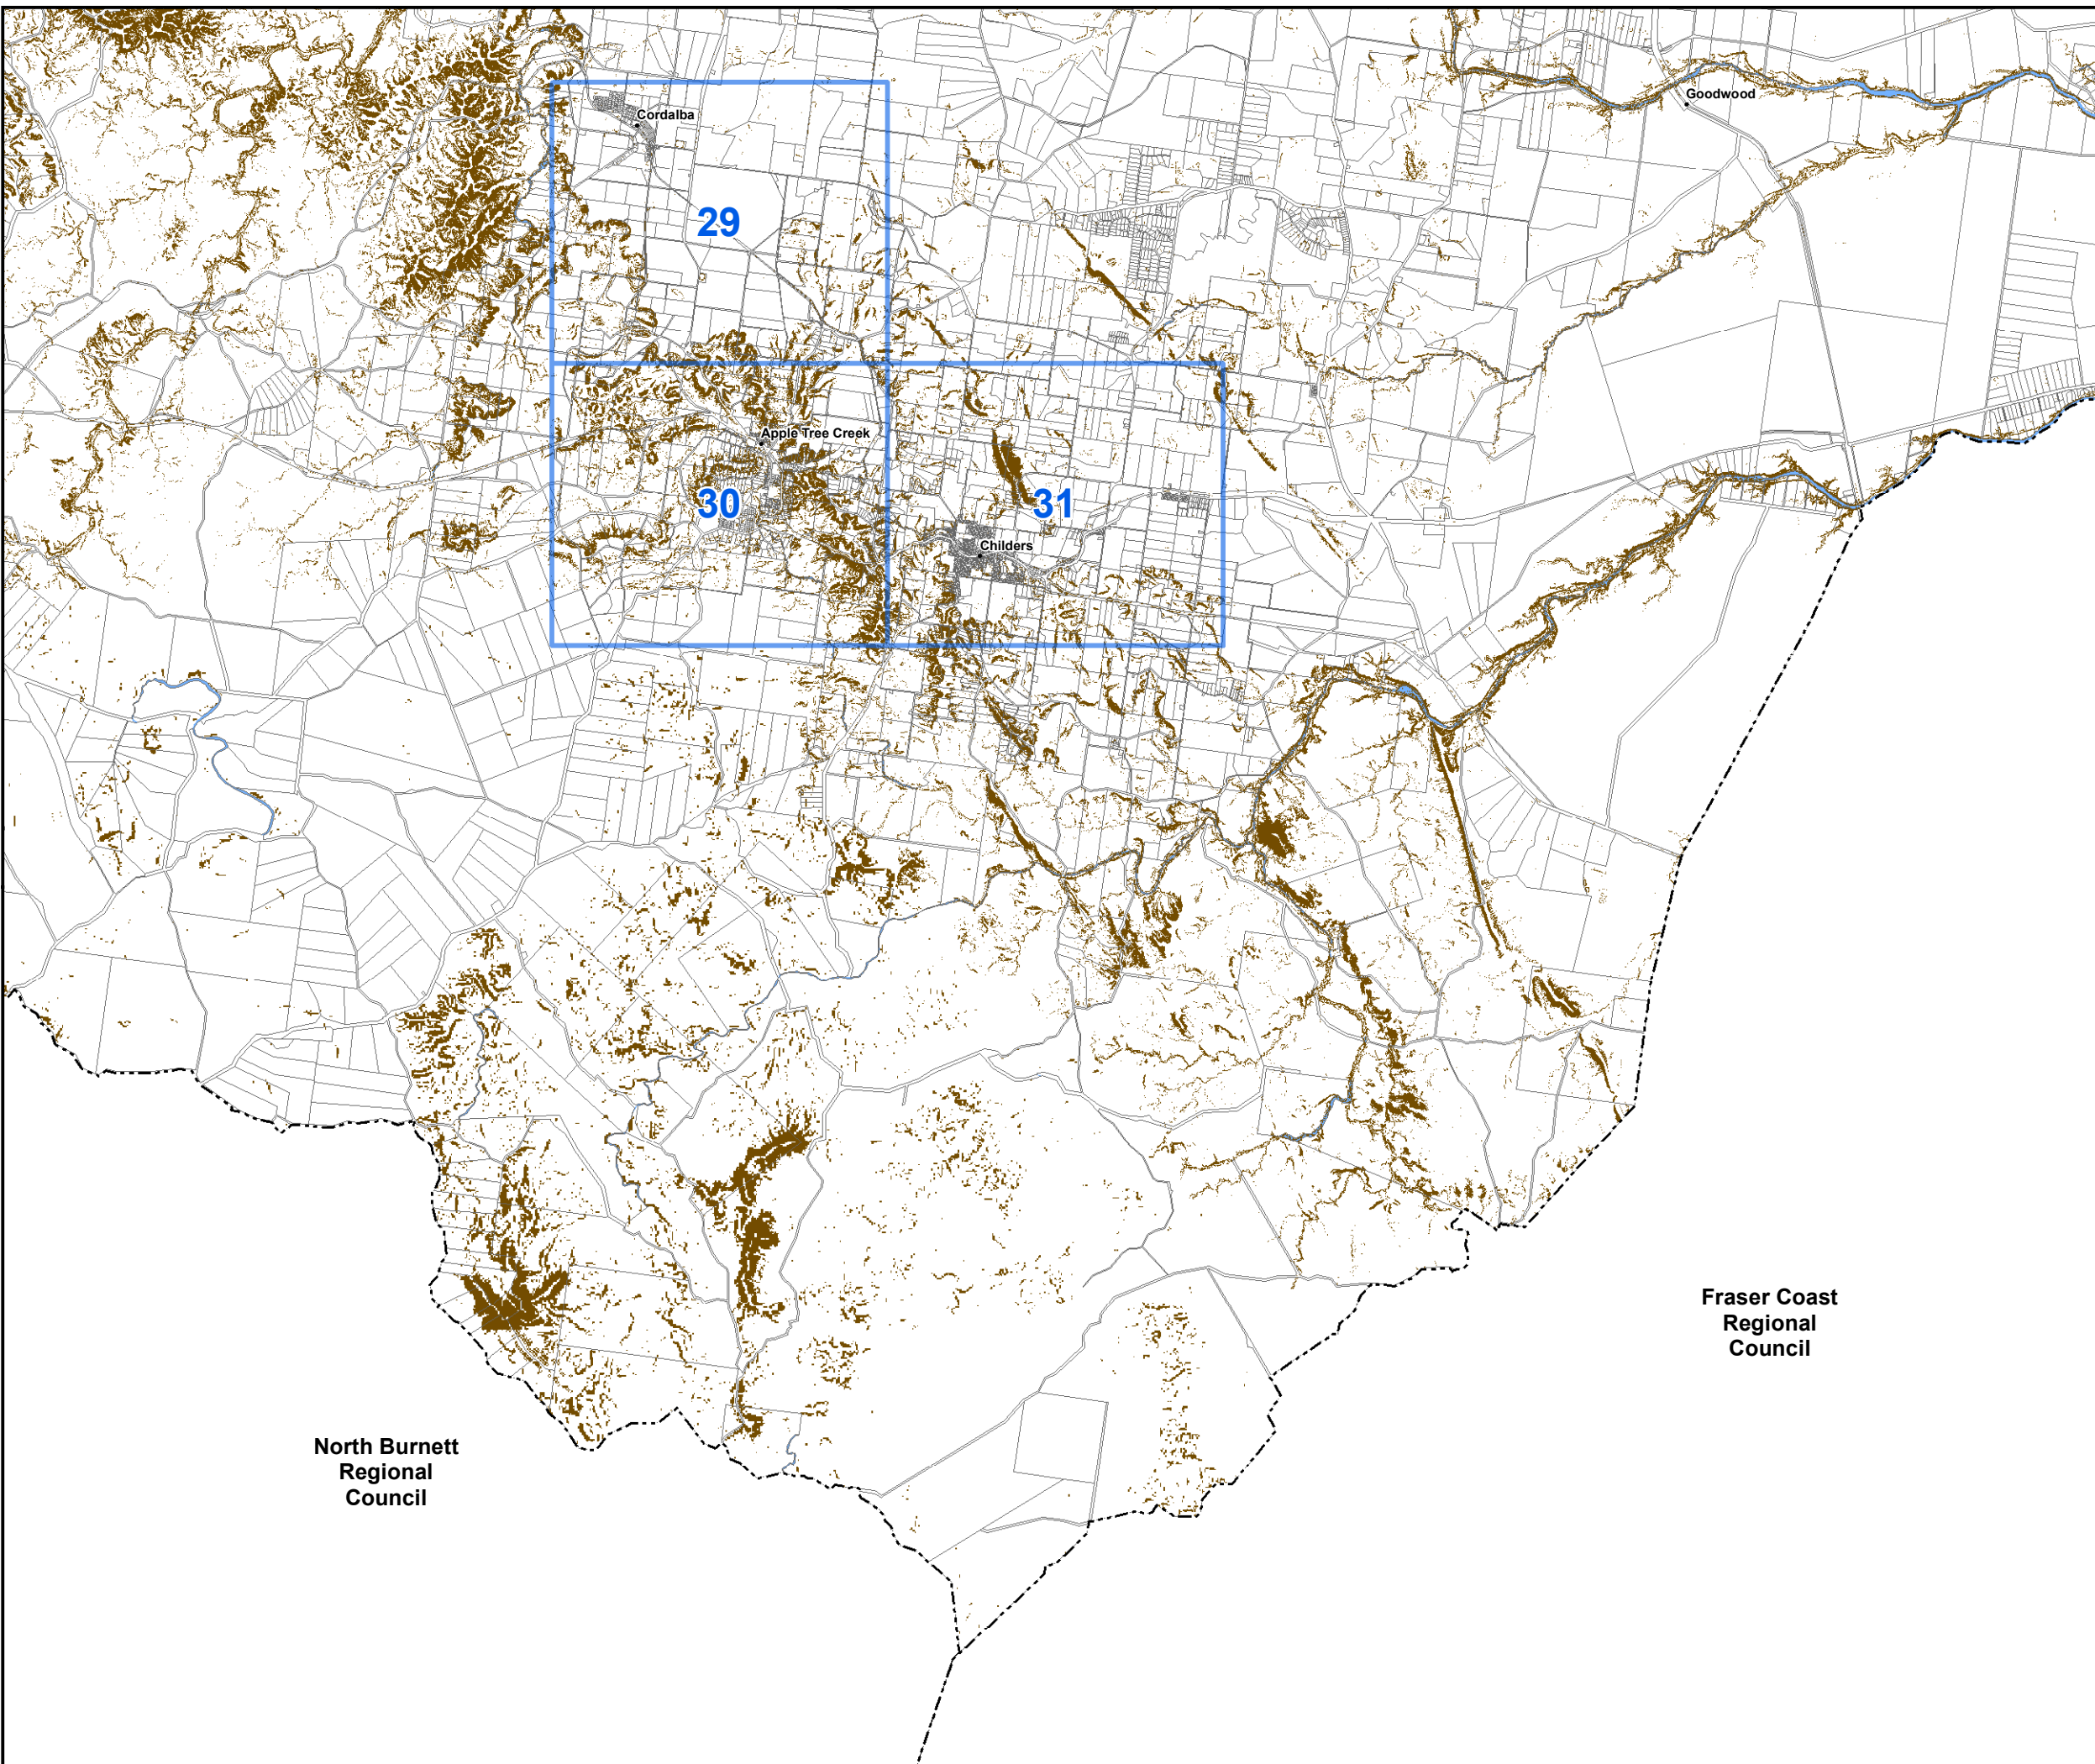 Goodwood
Cordalba
29
Apple Tree Creek
30
31
Childers
Fraser Coast
Regional
Council
North Burnett
Regional
Council